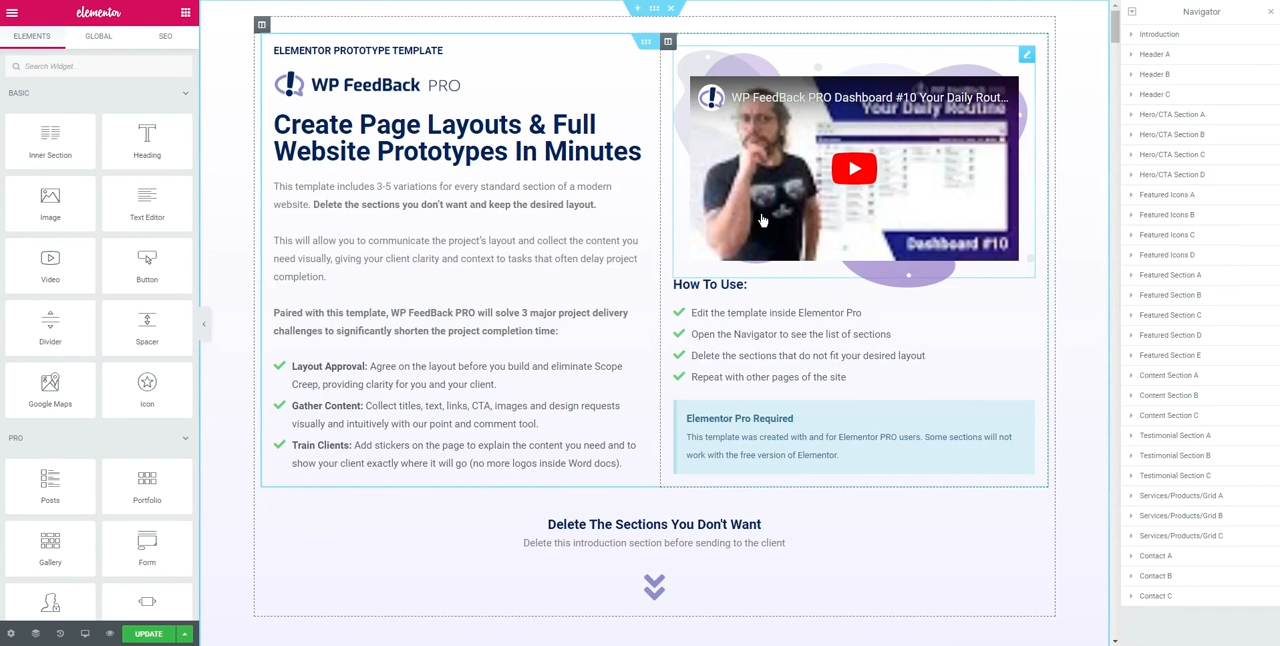 elementor
ELEMENTS
GLOBAL
SEO
Search Widget...
BASIC
Inner Section
Heading
Image
Text Editor
Video
Button
Divider
Spacer
Google Maps
Icon
PRO
Posts
Portfolio
Gallery
Form
UPDATE
ELEMENTOR PROTOTYPE TEMPLATE
WP FeedBack PRO
Create Page Layouts & Full
Website Prototypes In Minutes
This template includes 3-5 variations for every standard section of a modern
website. Delete the sections you don't want and keep the desired layout.
This will allow you to communicate the project's layout and collect the content you
need visually, giving your client clarity and context to tasks that often delay project
completion.
Paired with this template, WP FeedBack PRO will solve 3 major project delivery
challenges to significantly shorten the project completion time:
Layout Approval: Agree on the layout before you build and eliminate Scope
Creep, providing clarity for you and your client.
Gather Content: Collect titles, text, links, CTA, images and design requests
visually and intuitively with our point and comment tool.
Train Clients: Add stickers on the page to explain the content you need and to
show your client exactly where it will go (no more logos inside Word docs).
WP FeedBack PRO Dashboard #10 Your Daily Rout...
Your Daily
Routine
Dashboard #10
How To Use:
Edit the template inside Elementor Pro
Open the Navigator to see the list of sections
Delete the sections that do not fit your desired layout
Repeat with other pages of the site
Elementor Pro Required
This template was created with and for Elementor PRO users. Some sections will not
work with the free version of Elementor.
Delete The Sections You Don't Want
Delete this introduction section before sending to the client
Navigator
Introduction
Header A
Header B
Header C
Hero/CTA Section A
Hero/CTA Section B
Hero/CTA Section C
Hero/CTA Section D
Featured Icons A
Featured Icons B
Featured Icons C
Featured Icons D
Featured Section A
Featured Section B
Featured Section C
Featured Section D
Featured Section E
Content Section A
Content Section B
Content Section C
Testimonial Section A
Testimonial Section B
Testimonial Section C
Services/Products/Grid A
Services/Products/Grid B
Services/Products/Grid C
Contact A
Contact B
Contact C